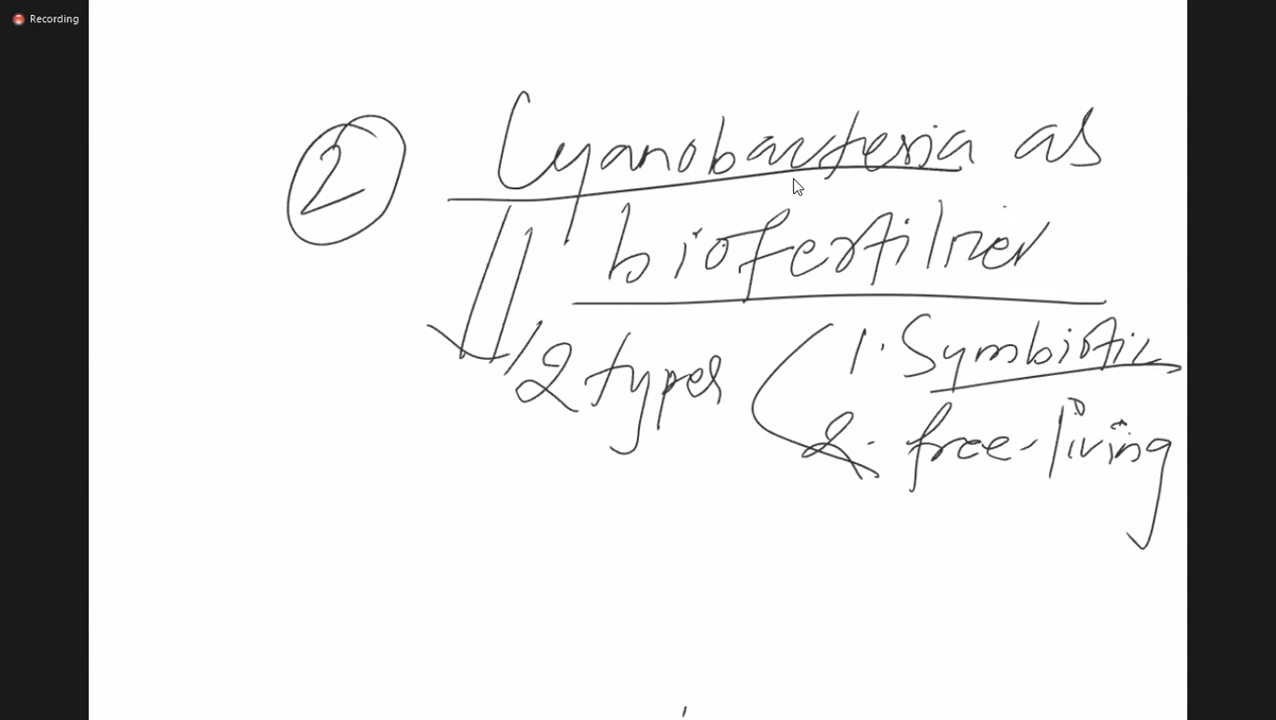 Recording
② Cyanobacteria as
biofertilizer
2 types
1. Symbiotic
2. free-living